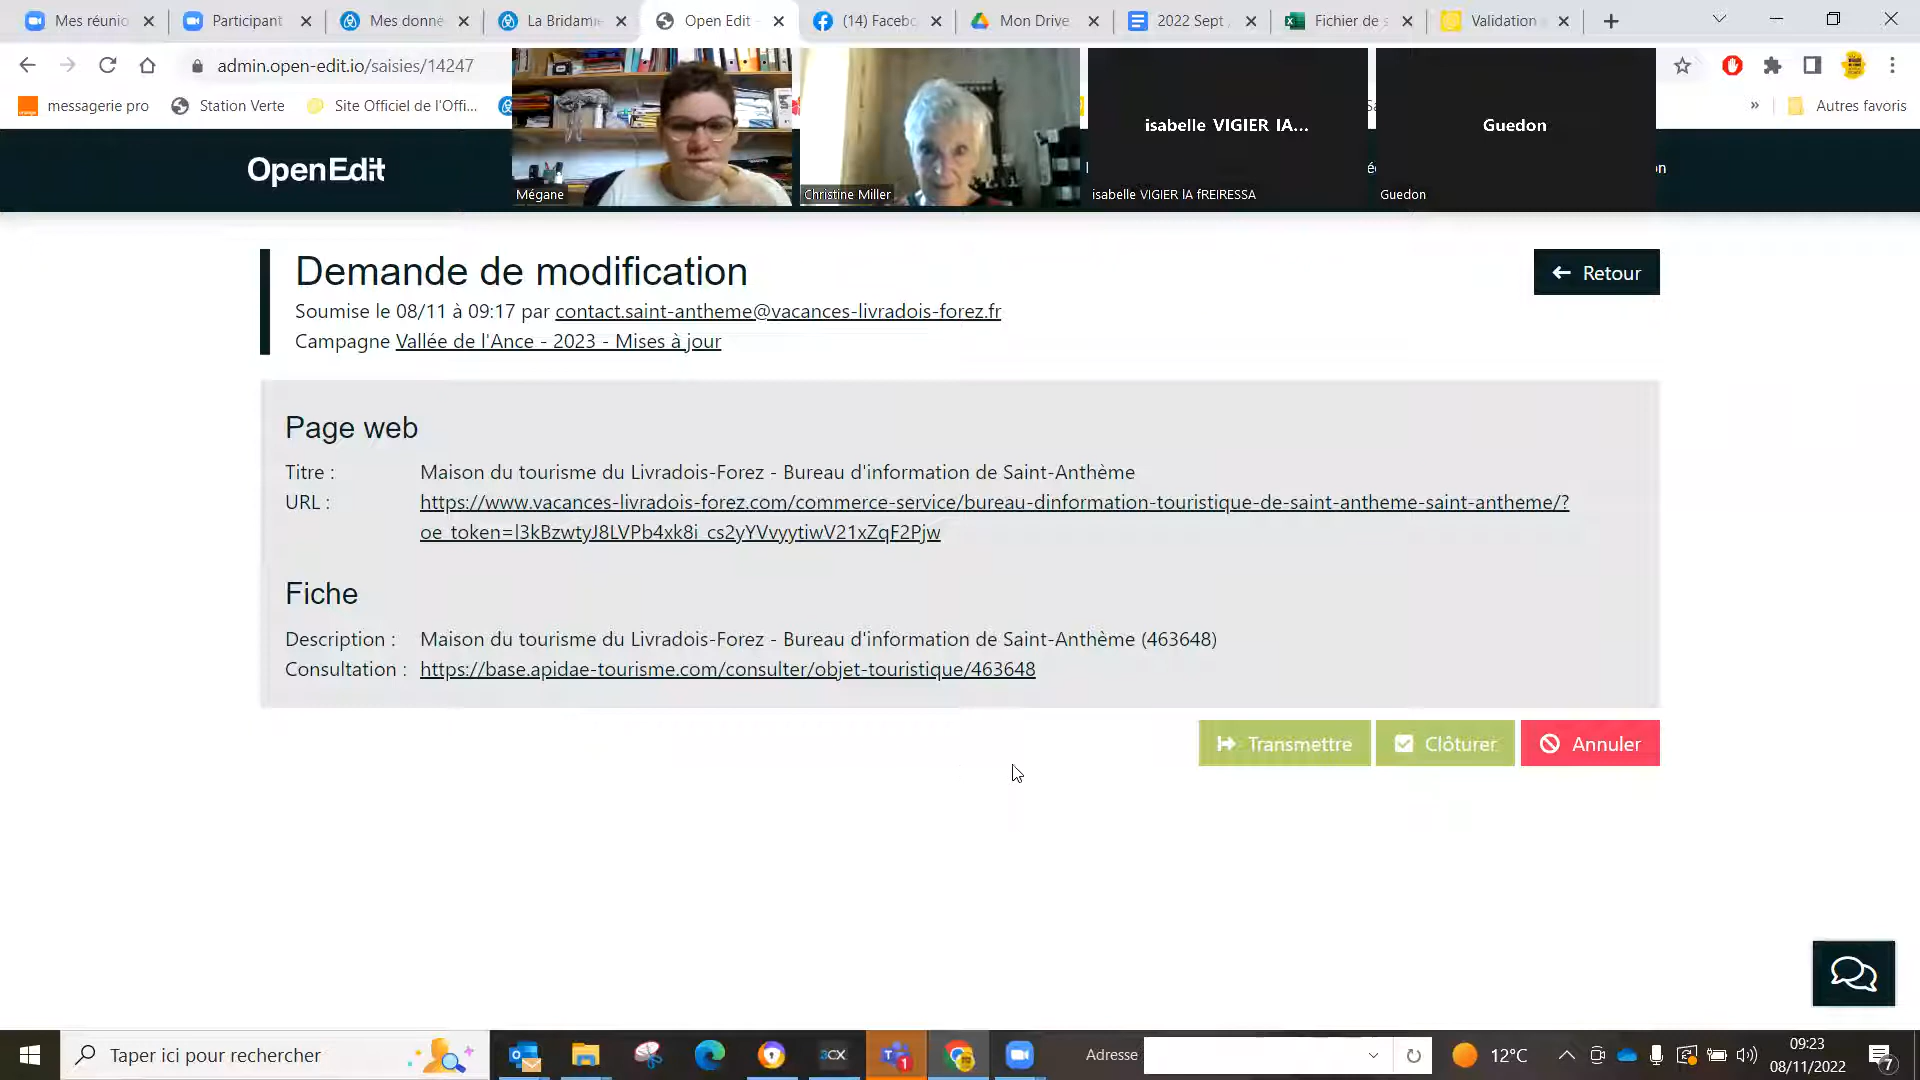 Mes réunio
Participant
Mes donne
La Bridami
Open Edit -
(14) Facebo
Mon Drive
2022 Sept
Fichier de s
Validation
admin.open-edit.io/saisies/14247
messagerie pro
Station Verte
Site Officiel de l'Offi...
»
Autres favoris
Mégane
Christine Miller
isabelle VIGIER lA...
isabelle VIGIER lA fREIRESSA
Guedon
Guedon
OpenEdit
on
Demande de modification
Soumise le 08/11 à 09:17 par contact.saint-antheme@vacances-livradois-forez.fr
Campagne Vallée de l'Ance - 2023 - Mises à jour
Retour
Page web
Titre : Maison du tourisme du Livradois-Forez - Bureau d'information de Saint-Anthème
URL : https://www.vacances-livradois-forez.com/commerce-service/bureau-dinformation-touristique-de-saint-antheme-saint-antheme/?
oe_token=l3kBzwtyJ8LVPb4xk8i_cs2yYVvyytiwV21xZqF2Pjw
Fiche
Description : Maison du tourisme du Livradois-Forez - Bureau d'information de Saint-Anthème (463648)
Consultation : https://base.apidae-tourisme.com/consulter/objet-touristique/463648
Transmettre
Clôturer
Annuler
Taper ici pour rechercher
3CX
1
Adresse
12°C
09:23
08/11/2022
7